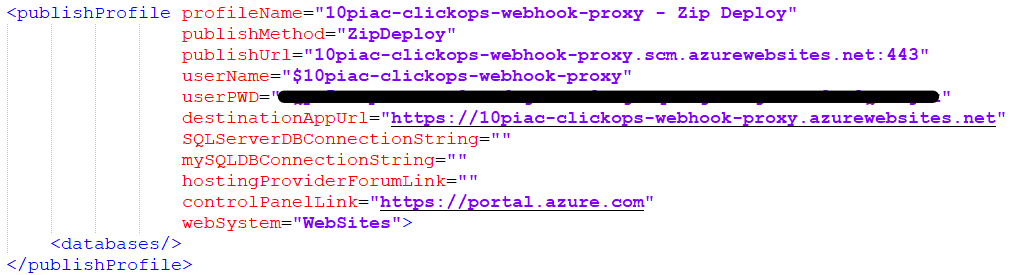 <publishProfile profileName="10piac-clickops-webhook-proxy - Zip Deploy"
publishMethod="ZipDeploy"
publishUrl="10piac-clickops-webhook-proxy.scm.azurewebsites.net:443"
userName="$10piac-clickops-webhook-proxy"
userPWD="
destinationAppUrl="https://10piac-clickops-webhook-proxy.azurewebsites.net"
SQLServerDBConnectionString=""
mySQLDBConnectionString=""
hostingProviderForumLink=""
controlPanelLink="https://portal.azure.com"
webSystem="WebSites">
<databases/>
</publishProfile>